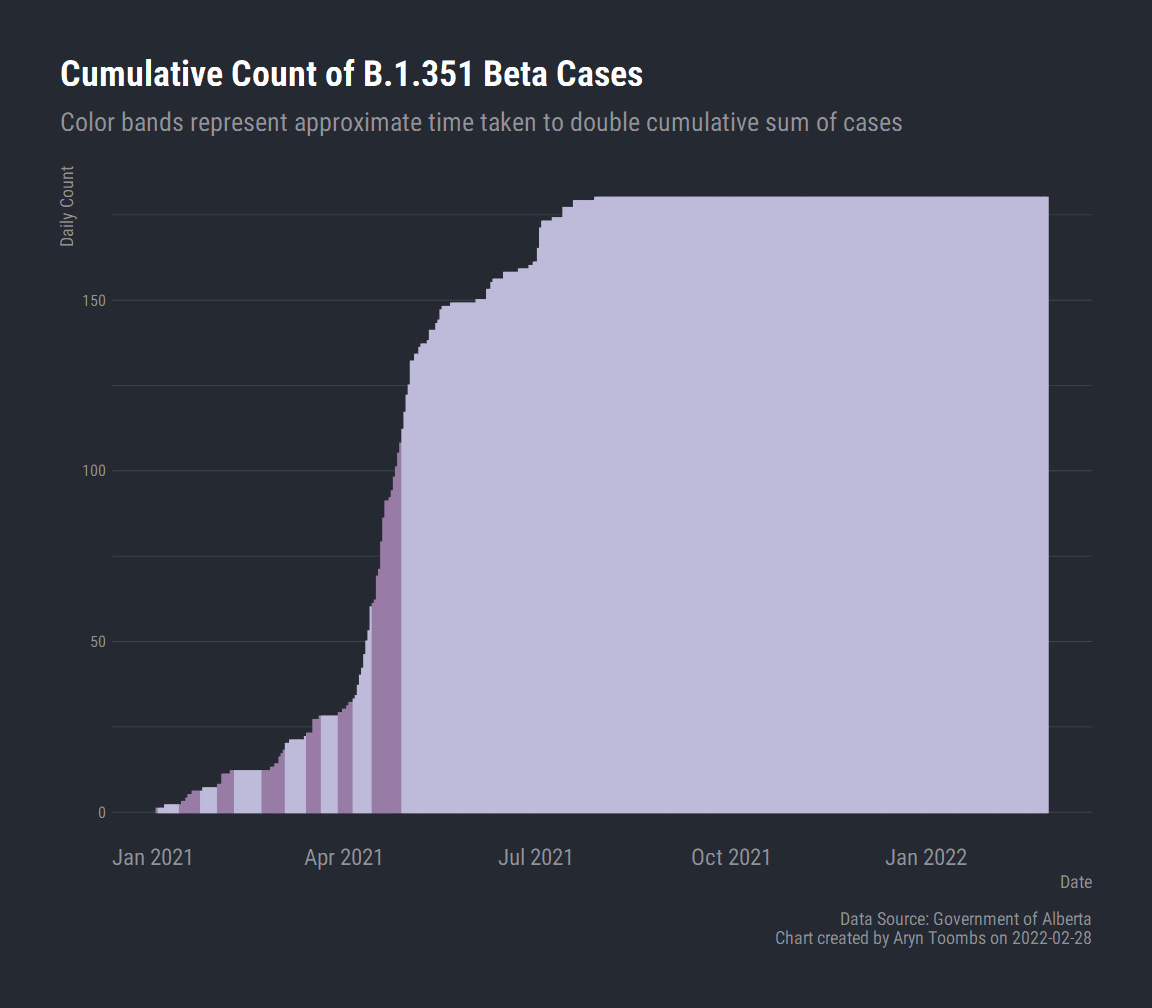 Cumulative Count of B.1.351 Beta Cases
Color bands represent approximate time taken to double cumulative sum of cases
Daily Count
150
100
50
0
Jan 2021 Apr 2021 Jul 2021 Oct 2021 Jan 2022
Date
Data Source: Government of Alberta
Chart created by Aryn Toombs on 2022-02-28